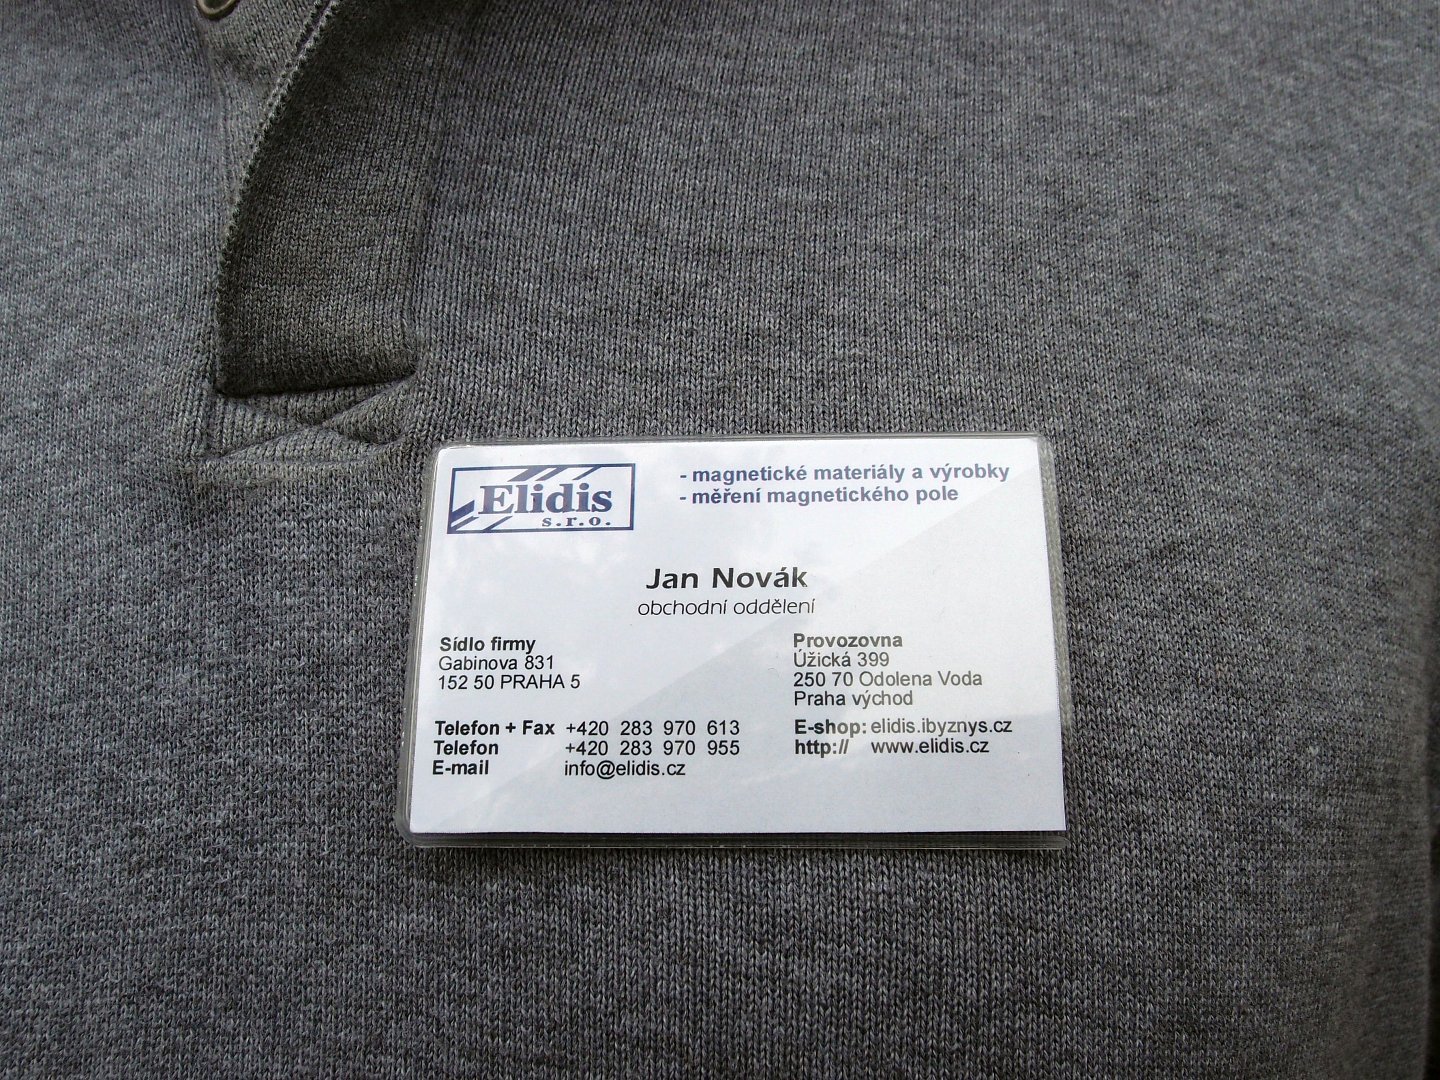 Elidis
s.r.o.
- magnetické materiály a výrobky
- měření magnetického pole
Jan Novák
obchodní oddělení
Sídlo firmy
Gabinova 831
152 50 PRAHA 5
Provozovna
Úžická 399
250 70 Odolena Voda
Praha východ
Telefon + Fax +420 283 970 613
Telefon +420 283 970 955
E-mail info@elidis.cz
E-shop: elidis.ibyznys.cz
http:// www.elidis.cz